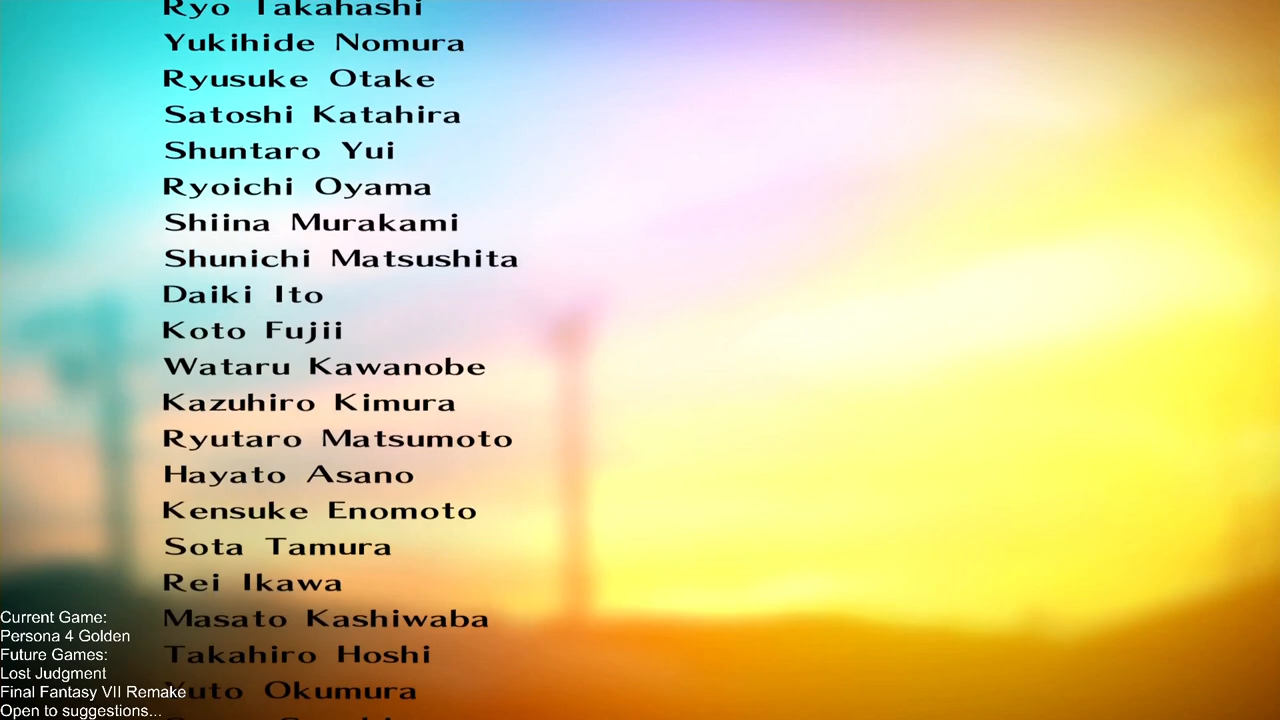 Ryo Takahashi
Yukihide Nomura
Ryusuke Otake
Satoshi Katahira
Shuntaro Yui
Ryoichi Oyama
Shiina Murakami
Shunichi Matsushita
Daiki Ito
Koto Fujii
Wataru Kawanobe
Kazuhiro Kimura
Ryutaro Matsumoto
Hayato Asano
Kensuke Enomoto
Sota Tamura
Rei Ikawa
Masato Kashiwaba
Takahiro Hoshi
Yuto Okumura
Current Game:
Persona 4 Golden
Future Games:
Lost Judgment
Final Fantasy VII Remake
Open to suggestions...